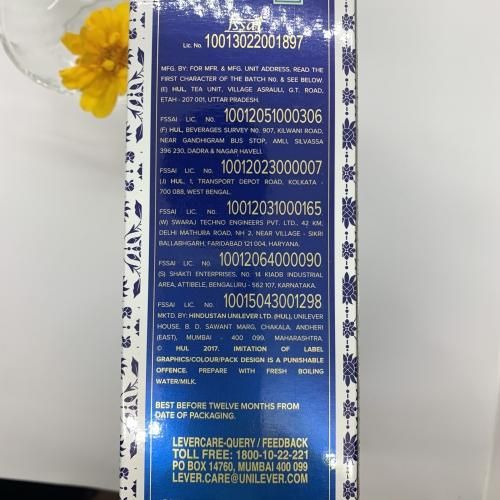 fssai
Lic. No. 10013022001897
MFG. BY: FOR MFR. & MFG. UNIT ADDRESS, READ THE
FIRST CHARACTER OF THE BATCH No. & SEE BELOW,
(E) HUL, TEA UNIT, VILLAGE ASRAULI, G.T. ROAD,
ETAH - 207 001, UTTAR PRADESH.
FSSAI LIC. No. 10012051000306
(F) HUL, BEVERAGES SURVEY No. 907, KILWANI ROAD,
NEAR GANDHIGRAM BUS STOP, AMLI, SILVASSA
396 230, DADRA & NAGAR HAVELI.
FSSAI LIC. No. 10012023000007
(J) HUL, 1, TRANSPORT DEPOT ROAD, KOLKATA -
700 088, WEST BENGAL.
FSSAI LIC. No. 10012031000165
(W) SWARAJ TECHNO ENGINEERS PVT. LTD., 42 KM,
DELHI MATHURA ROAD, NH 2, NEAR VILLAGE - SIKRI
BALLABHGARH, FARIDABAD 121 004, HARYANA.
FSSAI LIC. No. 10012064000090
(S) SHAKTI ENTERPRISES, No. 14 KIADB INDUSTRIAL
AREA, ATTIBELE, BENGALURU - 562 107, KARNATAKA.
FSSAI LIC. No. 10015043001298
MKTD. BY: HINDUSTAN UNILEVER LTD. (HUL), UNILEVER
HOUSE, B. D. SAWANT MARG, CHAKALA, ANDHERI
(EAST), MUMBAI - 400 099. MAHARASHTRA.
© HUL 2017. IMITATION OF LABEL
GRAPHICS/COLOUR/PACK DESIGN IS A PUNISHABLE
OFFENCE. PREPARE WITH FRESH BOILING
WATER/MILK.
BEST BEFORE TWELVE MONTHS FROM
DATE OF PACKAGING.
LEVERCARE-QUERY / FEEDBACK
TOLL FREE: 1800-10-22-221
PO BOX 14760, MUMBAI 400 099
LEVER.CARE@UNILEVER.COM